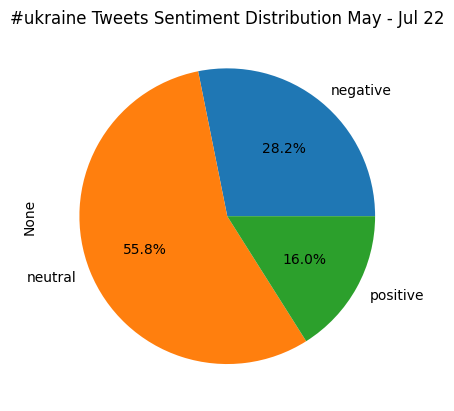 #ukraine Tweets Sentiment Distribution May - Jul 22
negative
28.2%
None
55.8%
neutral
16.0%
positive